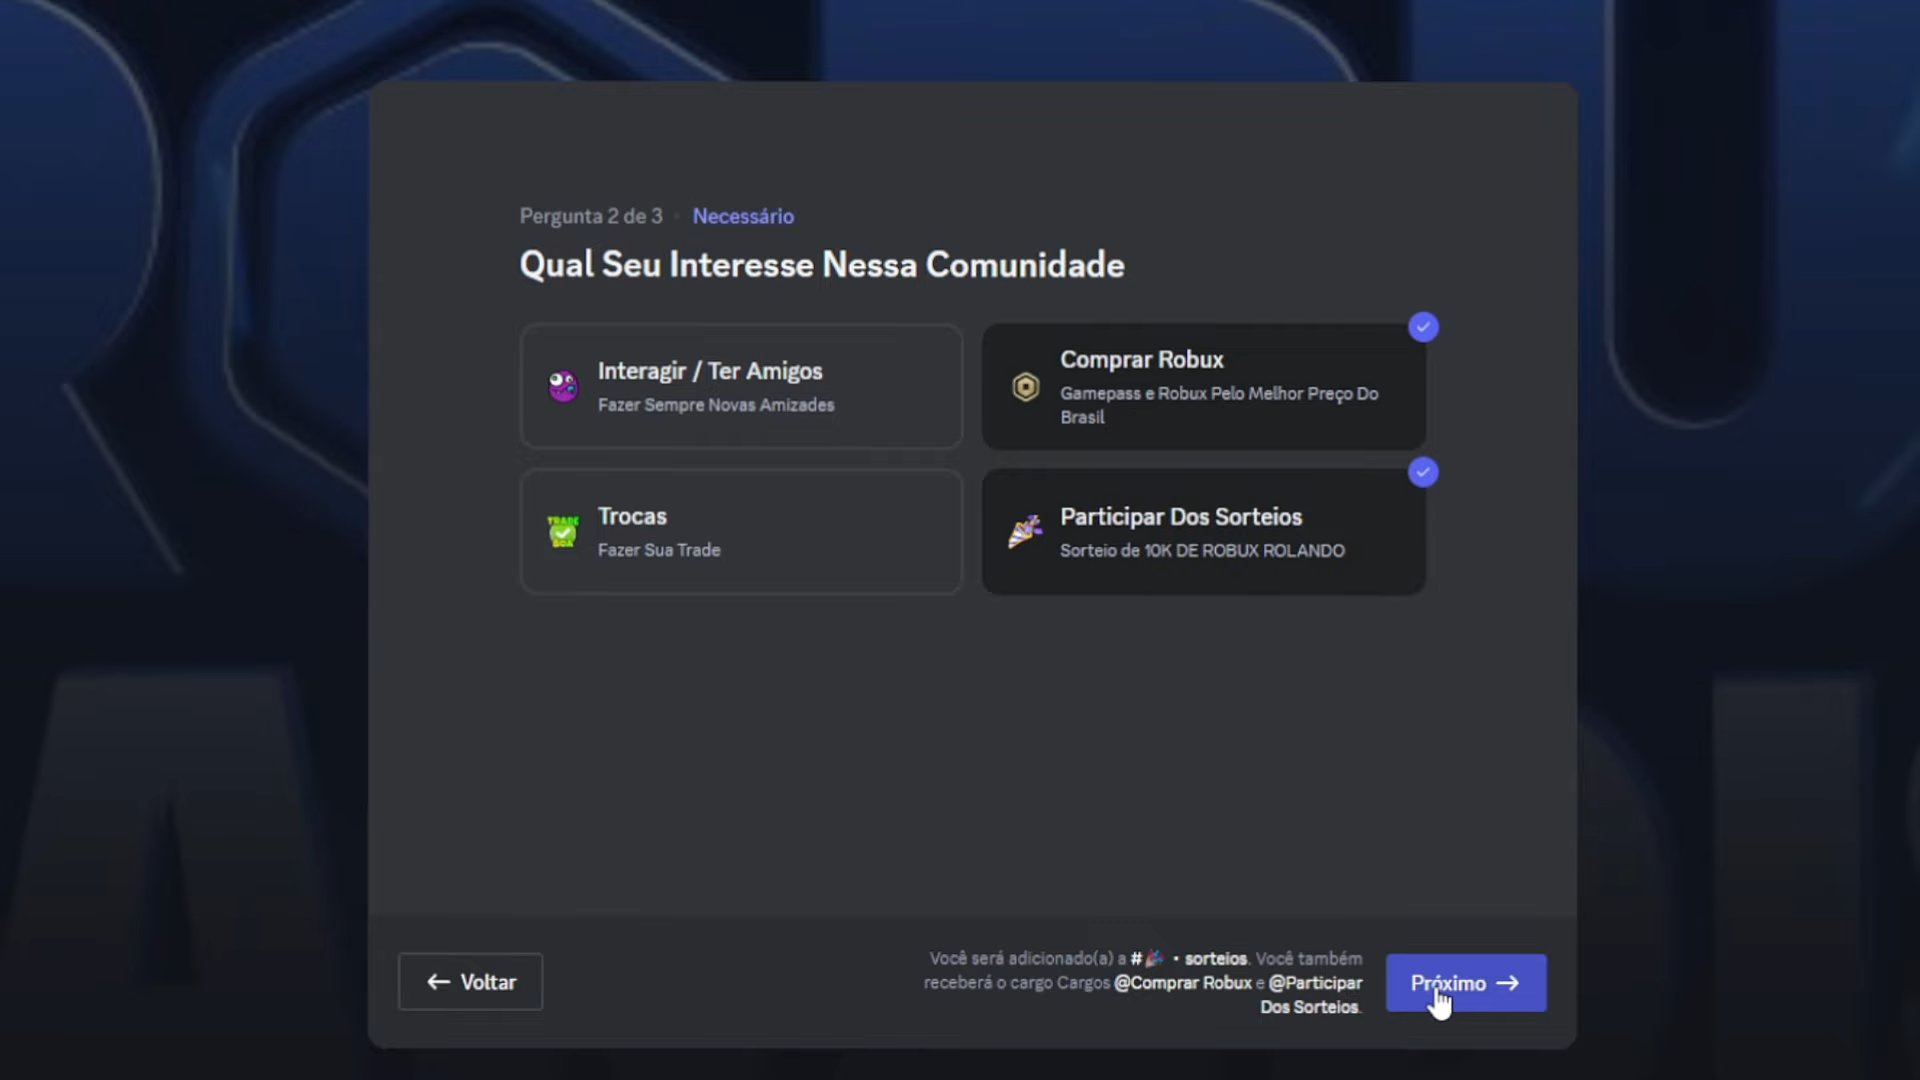 Pergunta 2 de 3 • Necessário
Qual Seu Interesse Nessa Comunidade
Interagir / Ter Amigos
Fazer Sempre Novas Amizades
Comprar Robux
Gamepass e Robux Pelo Melhor Preço Do
Brasil
TRADE
BOA
Trocas
Fazer Sua Trade
Participar Dos Sorteios
Sorteio de 10K DE ROBUX ROLANDO
← Voltar
Você será adicionado(a) a #🎉 • sorteios. Você também
receberá o cargo Cargos @Comprar Robux e @Participar
Dos Sorteios.
Próximo →